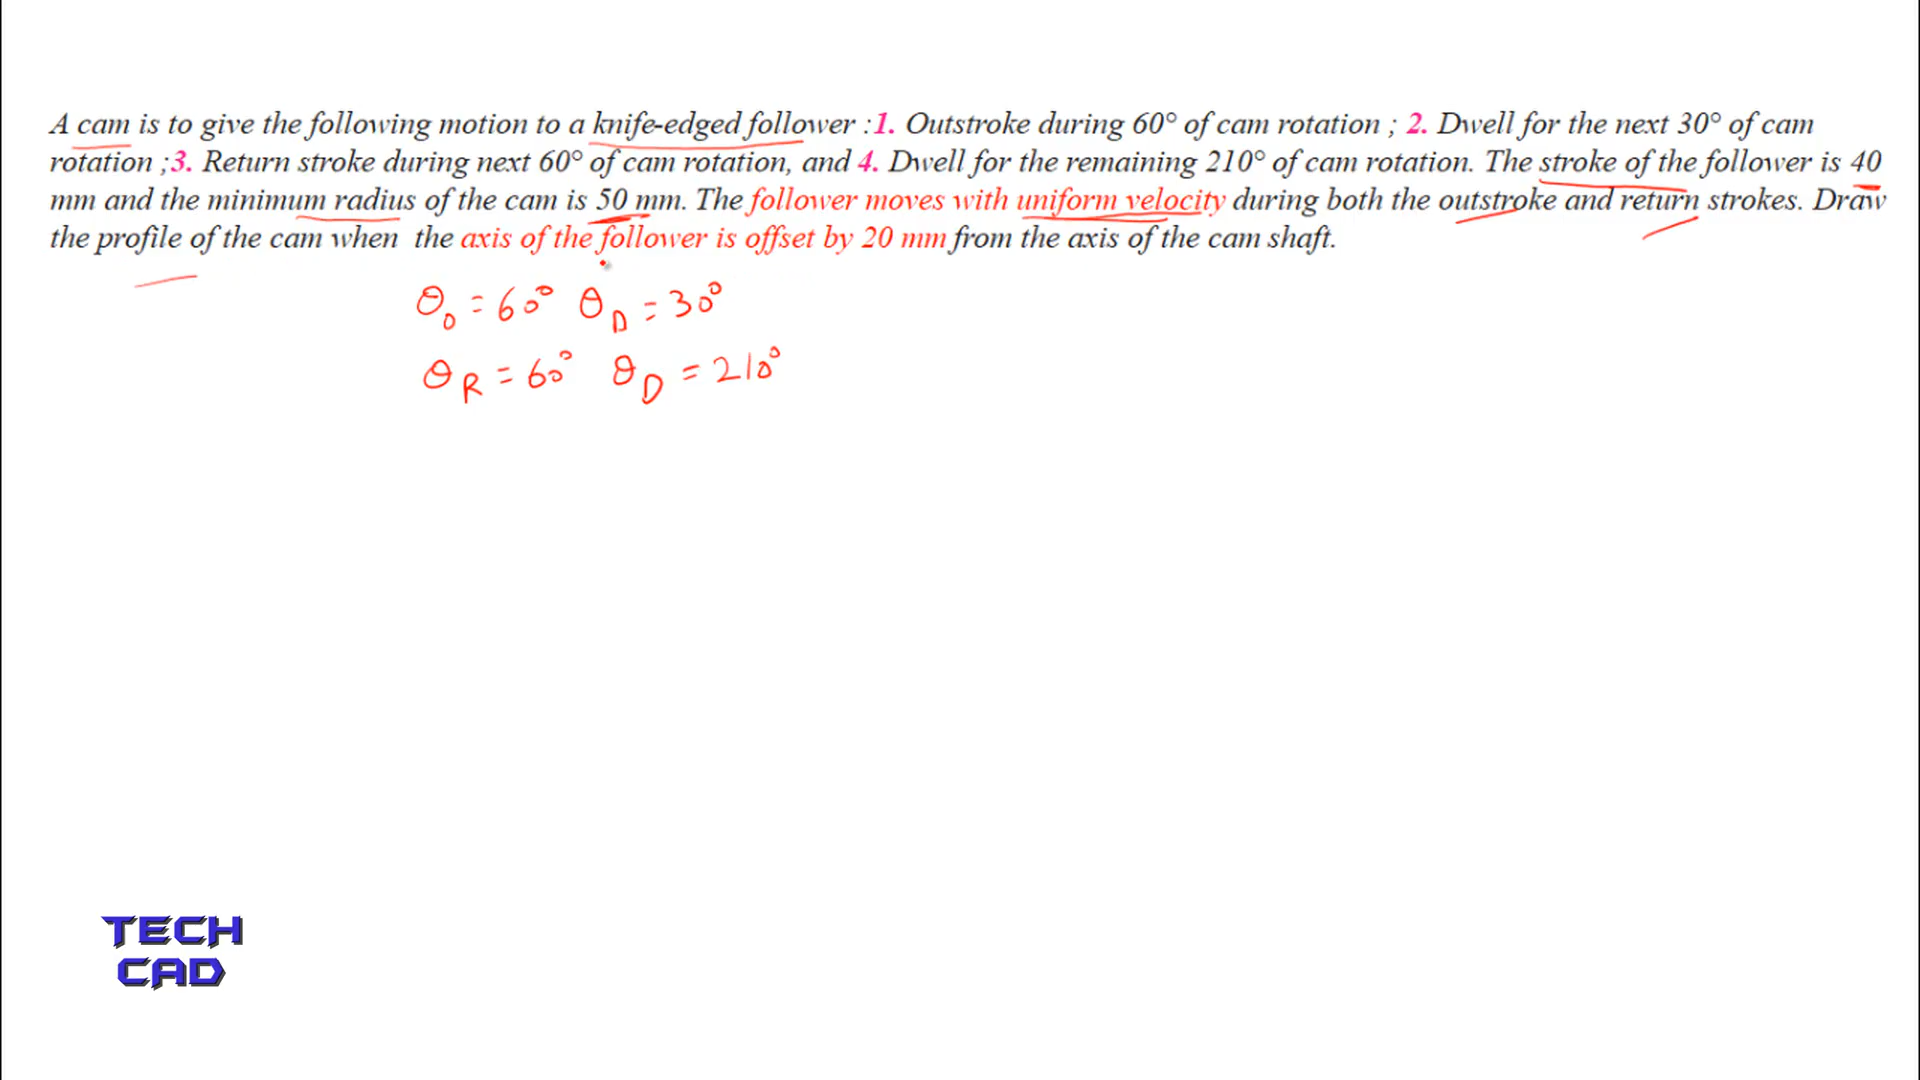 A cam is to give the following motion to a knife-edged follower :1. Outstroke during 60° of cam rotation ; 2. Dwell for the next 30° of cam
rotation ;3. Return stroke during next 60° of cam rotation, and 4. Dwell for the remaining 210° of cam rotation. The stroke of the follower is 40
mm and the minimum radius of the cam is 50 mm. The follower moves with uniform velocity during both the outstroke and return strokes. Draw
the profile of the cam when the axis of the follower is offset by 20 mm from the axis of the cam shaft.
θ₀ = 60° θ_D = 30°
θ_R = 60° θ_D = 210°
TECH
CAD